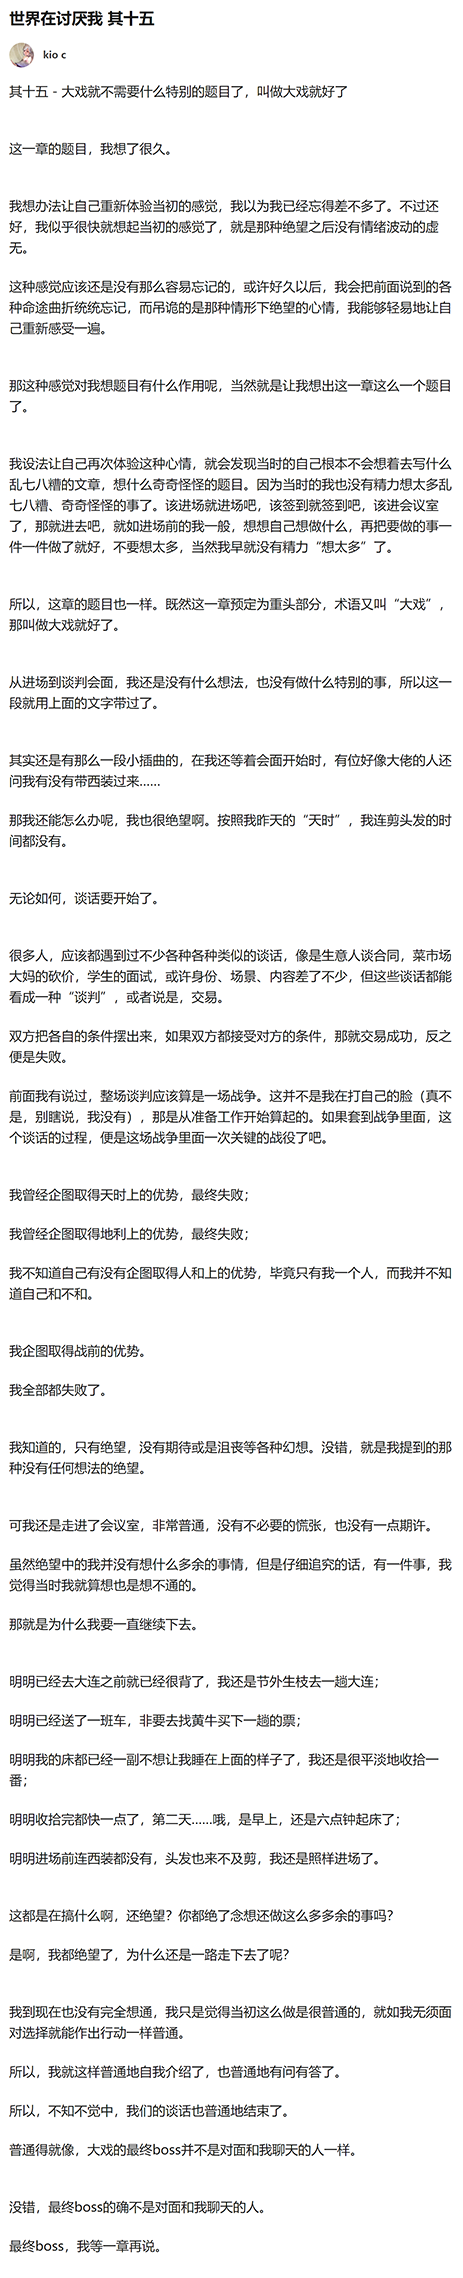 世界在讨厌我 其十五
kio c
其十五 - 大戏就不需要什么特别的题目了，叫做大戏就好了
这一章的题目，我想了很久。
我想办法让自己重新体验当初的感觉，我以为我已经忘得差不多了。不过还
好，我似乎很快就想起当初的感觉了，就是那种绝望之后没有情绪波动的虚
无。
这种感觉应该还是没有那么容易忘记的，或许好久以后，我会把前面说到的各
种命途曲折统统忘记，而吊诡的是那种情形下绝望的心情，我能够轻易地让自
己重新感受一遍。
那这种感觉对我想题目有什么作用呢，当然就是让我想出这一章这么一个题目
了。
我设法让自己再次体验这种心情，就会发现当时的自己根本不会想着去写什么
乱七八糟的文章，想什么奇奇怪怪的题目。因为当时的我也没有精力想太多乱
七八糟、奇奇怪怪的事了。该进场就进场吧，该签到就签到吧，该进会议室
了，那就进去吧，就如进场前的我一般，想想自己想做什么，再把要做的事一
件一件做了就好，不要想太多，当然我早就没有精力“想太多”了。
所以，这章的题目也一样。既然这一章预定为重头部分，术语又叫“大戏”，
那叫做大戏就好了。
从进场到谈判会面，我还是没有什么想法，也没有做什么特别的事，所以这一
段就用上面的文字带过了。
其实还是有那么一段小插曲的，在我还等着会面开始时，有位好像大佬的人还
问我有没有带西装过来......
那我还能怎么办呢，我也很绝望啊。按照我昨天的“天时”，我连剪头发的时
间都没有。
无论如何，谈话要开始了。
很多人，应该都遇到过不少各种各种类似的谈话，像是生意人谈合同，菜市场
大妈的砍价，学生的面试，或许身份、场景、内容差了不少，但这些谈话都能
看成一种“谈判”，或者说是，交易。
双方把各自的条件摆出来，如果双方都接受对方的条件，那就交易成功，反之
便是失败。
前面我有说过，整场谈判应该算是一场战争。这并不是我在打自己的脸（真不
是，别瞎说，我没有），那是从准备工作开始算起的。如果套到战争里面，这
个谈话的过程，便是这场战争里面一次关键的战役了吧。
我曾经企图取得天时上的优势，最终失败；
我曾经企图取得地利上的优势，最终失败；
我不知道自己有没有企图取得人和上的优势，毕竟只有我一个人，而我并不知
道自己和不和。
我企图取得战前的优势。
我全部都失败了。
我知道的，只有绝望，没有期待或是沮丧等各种幻想。没错，就是我提到的那
种没有任何想法的绝望。
可我还是走进了会议室，非常普通，没有不必要的慌张，也没有一点期许。
虽然绝望中的我并没有想什么多余的事情，但是仔细追究的话，有一件事，我
觉得当时我就算想也是想不通的。
那就是为什么我要一直继续下去。
明明已经去大连之前就已经很背了，我还是节外生枝去一趟大连；
明明已经送了一班车，非要去找黄牛买下一趟的票；
明明我的床都已经一副不想让我睡在上面的样子了，我还是很平淡地收拾一
番；
明明收拾完都快一点了，第二天......哦，是早上，还是六点钟起床了；
明明进场前连西装都没有，头发也来不及剪，我还是照样进场了。
这都是在搞什么啊，还绝望？你都绝了念想还做这么多多余的事吗？
是啊，我都绝望了，为什么还是一路走下去了呢？
我到现在也没有完全想通，我只是觉得当初这么做是很普通的，就如我无须面
对选择就能作出行动一样普通。
所以，我就这样普通地自我介绍了，也普通地有问有答了。
所以，不知不觉中，我们的谈话也普通地结束了。
普通得就像，大戏的最终boss并不是对面和我聊天的人一样。
没错，最终boss的确不是对面和我聊天的人。
最终boss，我等一章再说。